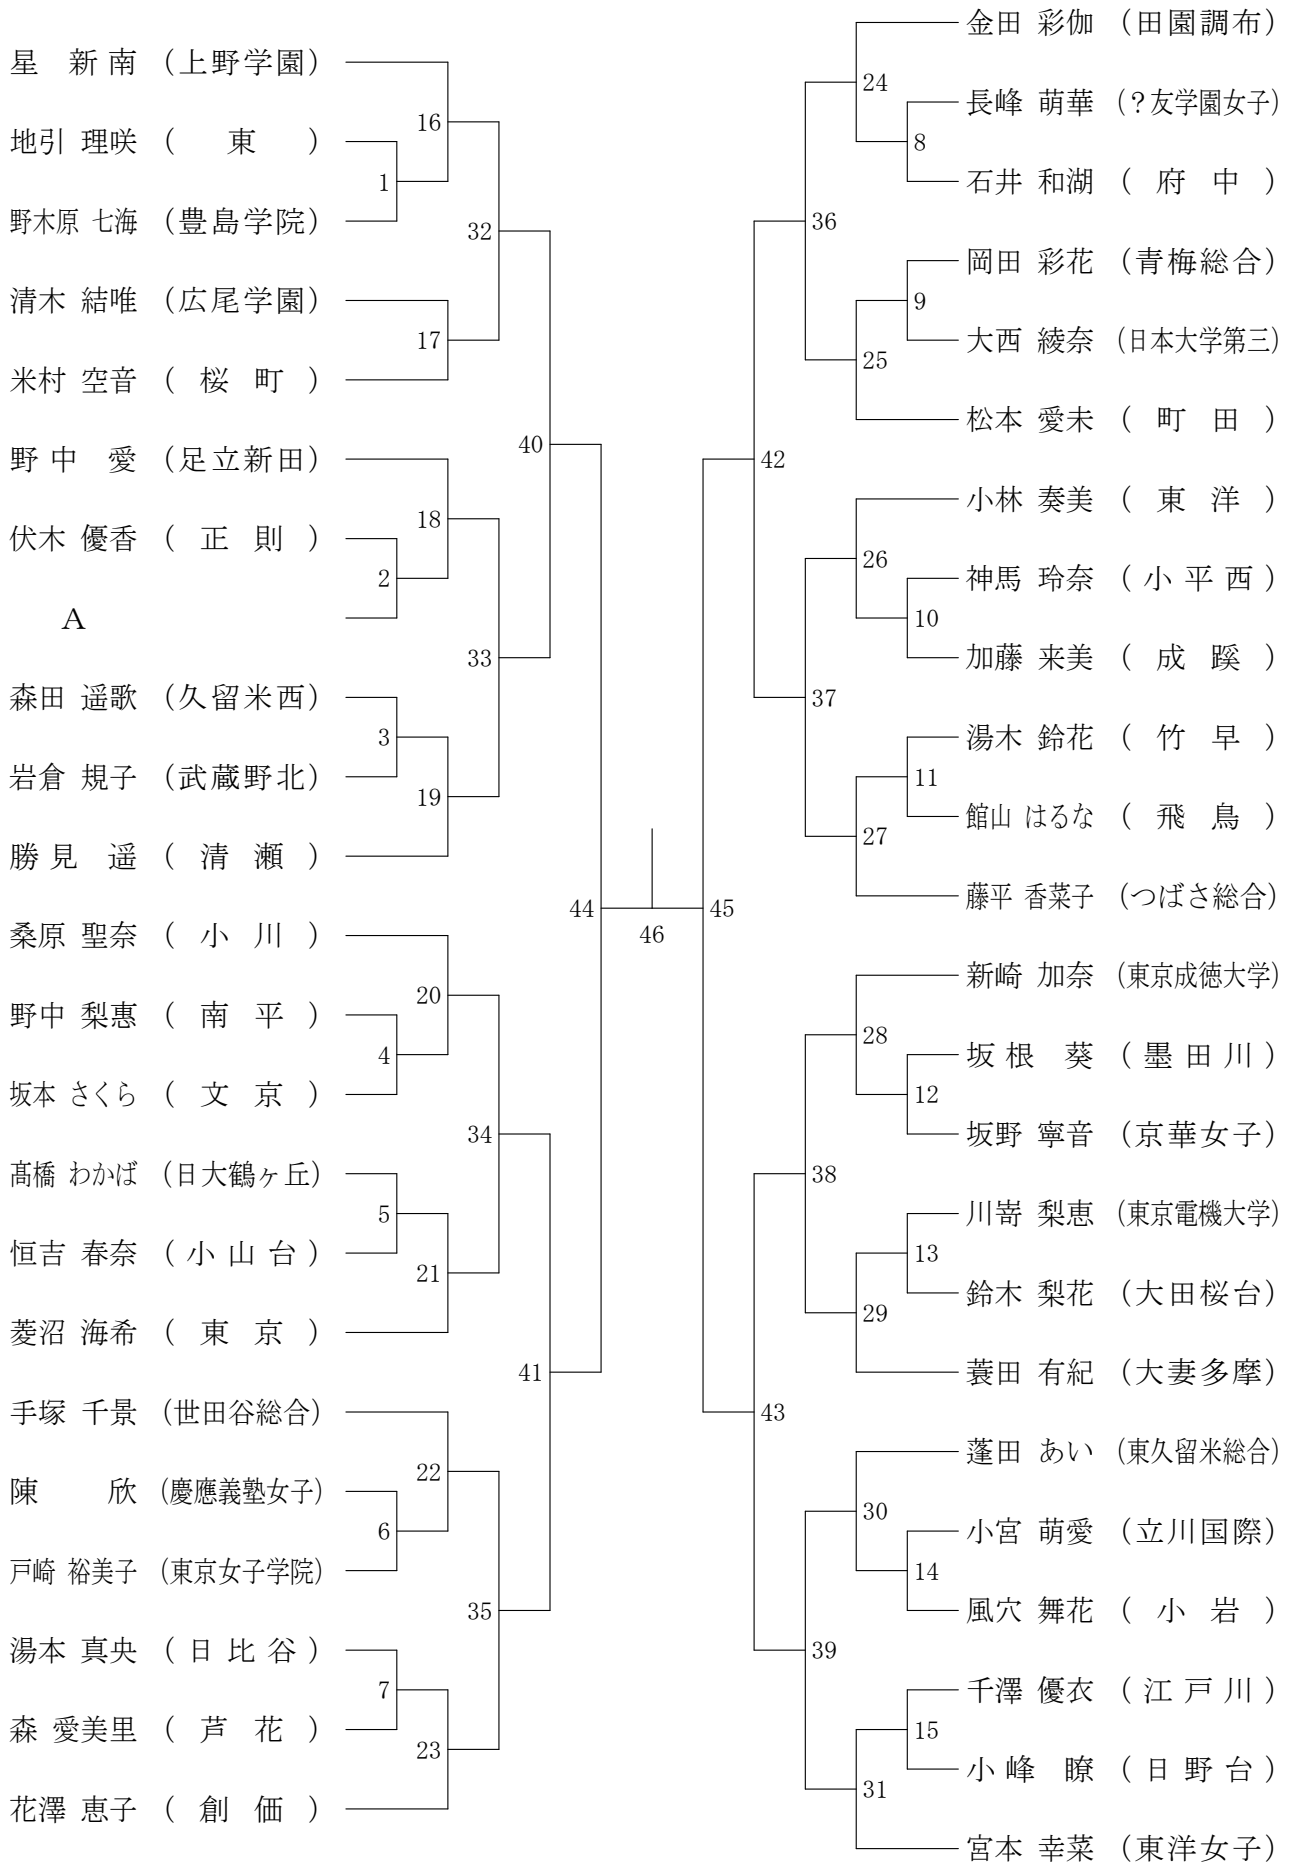 星 新南 (上野学園)
16
地引 理咲 ( 東 )
1
野木原 七海 (豊島学院)
32
清木 結唯 (広尾学園)
17
米村 空音 ( 桜 町 )
野中 愛 (足立新田)
40
18
伏木 優香 ( 正 則 )
2
A
33
森田 遥歌 (久留米西)
3
岩倉 規子 (武蔵野北)
19
勝見 遥 ( 清 瀬 )
44
桑原 聖奈 ( 小 川 )
20
野中 梨惠 ( 南 平 )
4
坂本 さくら ( 文 京 )
34
髙橋 わかば (日大鶴ヶ丘)
5
恒吉 春奈 ( 小 山 台 )
21
菱沼 海希 ( 東 京 )
41
手塚 千景 (世田谷総合)
22
陳 欣 (慶應義塾女子)
6
戸崎 裕美子 (東京女子学院)
35
湯本 真央 ( 日 比 谷 )
7
森 愛美里 ( 芦 花 )
23
花澤 恵子 ( 創 価 )
46
金田 彩伽 (田園調布)
24
長峰 萌華 (?友学園女子)
8
石井 和湖 ( 府 中 )
36
岡田 彩花 (青梅総合)
9
大西 綾奈 (日本大学第三)
25
松本 愛未 ( 町 田 )
42
小林 奏美 ( 東 洋 )
26
神馬 玲奈 ( 小 平 西 )
10
加藤 来美 ( 成 蹊 )
37
湯木 鈴花 ( 竹 早 )
11
館山 はるな ( 飛 鳥 )
27
藤平 香菜子 (つばさ総合)
45
新崎 加奈 (東京成徳大学)
28
坂根 葵 ( 墨 田 川 )
12
坂野 寧音 (京華女子)
38
川嵜 梨恵 (東京電機大学)
13
鈴木 梨花 (大田桜台)
29
蓑田 有紀 (大妻多摩)
43
蓬田 あい (東久留米総合)
30
小宮 萌愛 (立川国際)
14
風穴 舞花 ( 小 岩 )
39
千澤 優衣 ( 江 戸 川 )
15
小峰 瞭 ( 日 野 台 )
31
宮本 幸菜 (東洋女子)